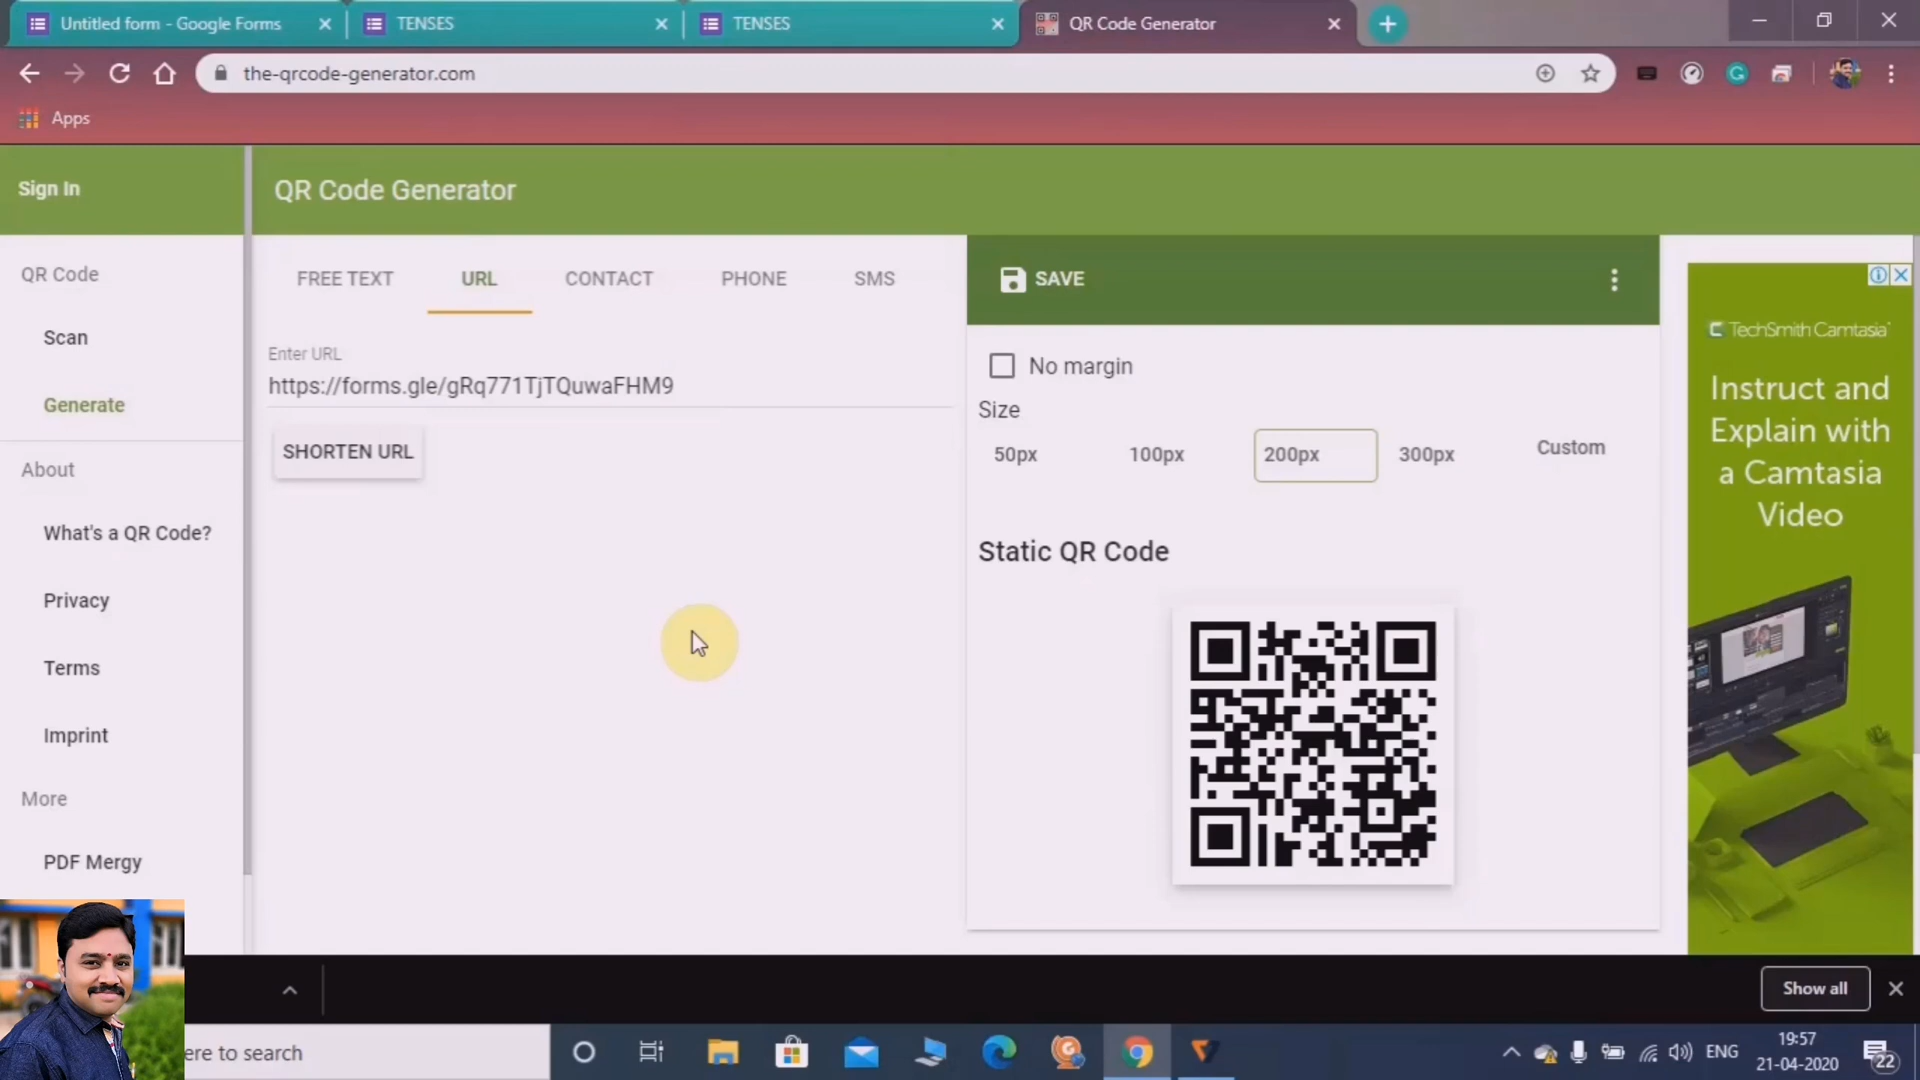 Untitled form - Google Forms
TENSES
TENSES
QR Code Generator
the-qrcode-generator.com
Apps
Sign In
QR Code Generator
QR Code
Scan
Generate
About
What's a QR Code?
Privacy
Terms
Imprint
More
PDF Mergy
FREE TEXT
URL
CONTACT
PHONE
SMS
Enter URL
https://forms.gle/gRq771TjTQuwaFHM9
SHORTEN URL
SAVE
No margin
Size
50px
100px
200px
300px
Custom
Static QR Code
TechSmith Camtasia
Instruct and
Explain with
a Camtasia
Video
Show all
ere to search
ENG
19:57
21-04-2020
22